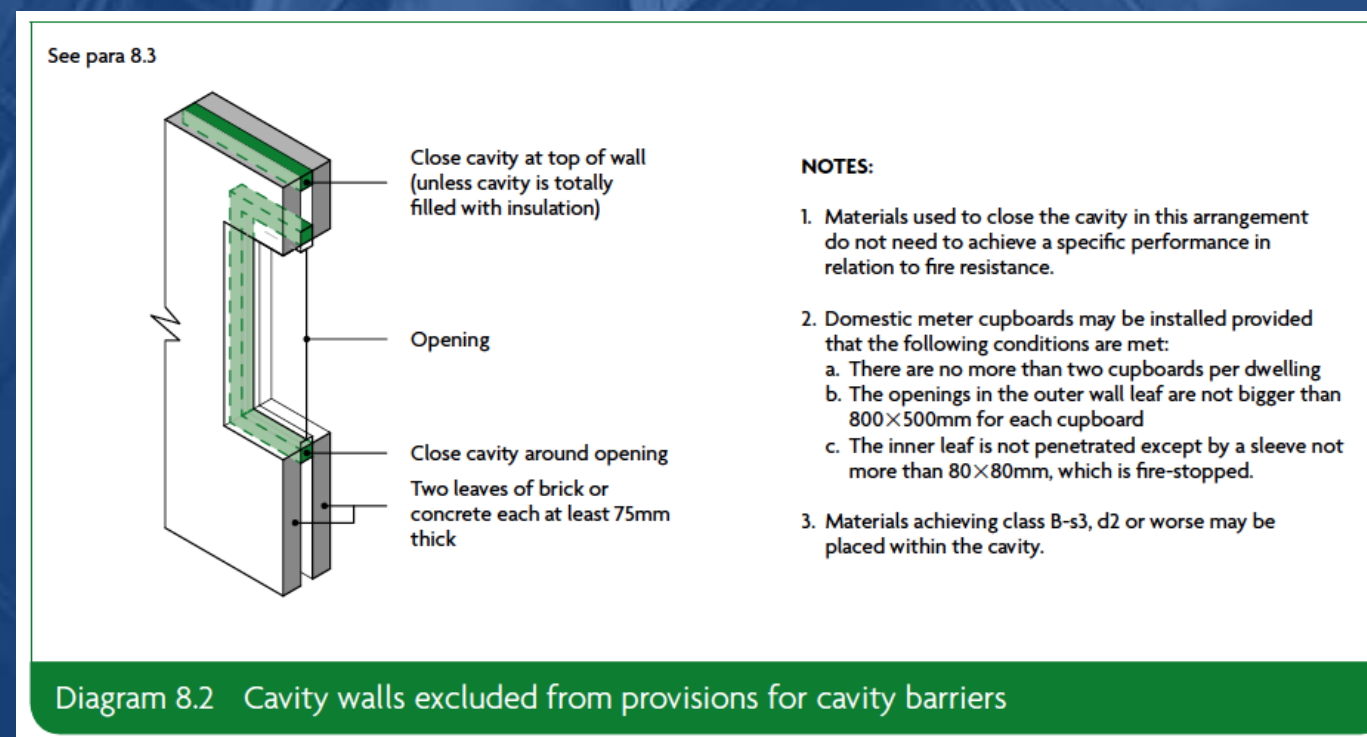 See para 8.3
Close cavity at top of wall
(unless cavity is totally
filled with insulation)
Opening
Close cavity around opening
Two leaves of brick or
concrete each at least 75mm
thick
NOTES:
1. Materials used to close the cavity in this arrangement
do not need to achieve a specific performance in
relation to fire resistance.
2. Domestic meter cupboards may be installed provided
that the following conditions are met:
a. There are no more than two cupboards per dwelling
b. The openings in the outer wall leaf are not bigger than
800×500mm for each cupboard
c. The inner leaf is not penetrated except by a sleeve not
more than 80×80mm, which is fire-stopped.
3. Materials achieving class B-s3, d2 or worse may be
placed within the cavity.
Diagram 8.2 Cavity walls excluded from provisions for cavity barriers